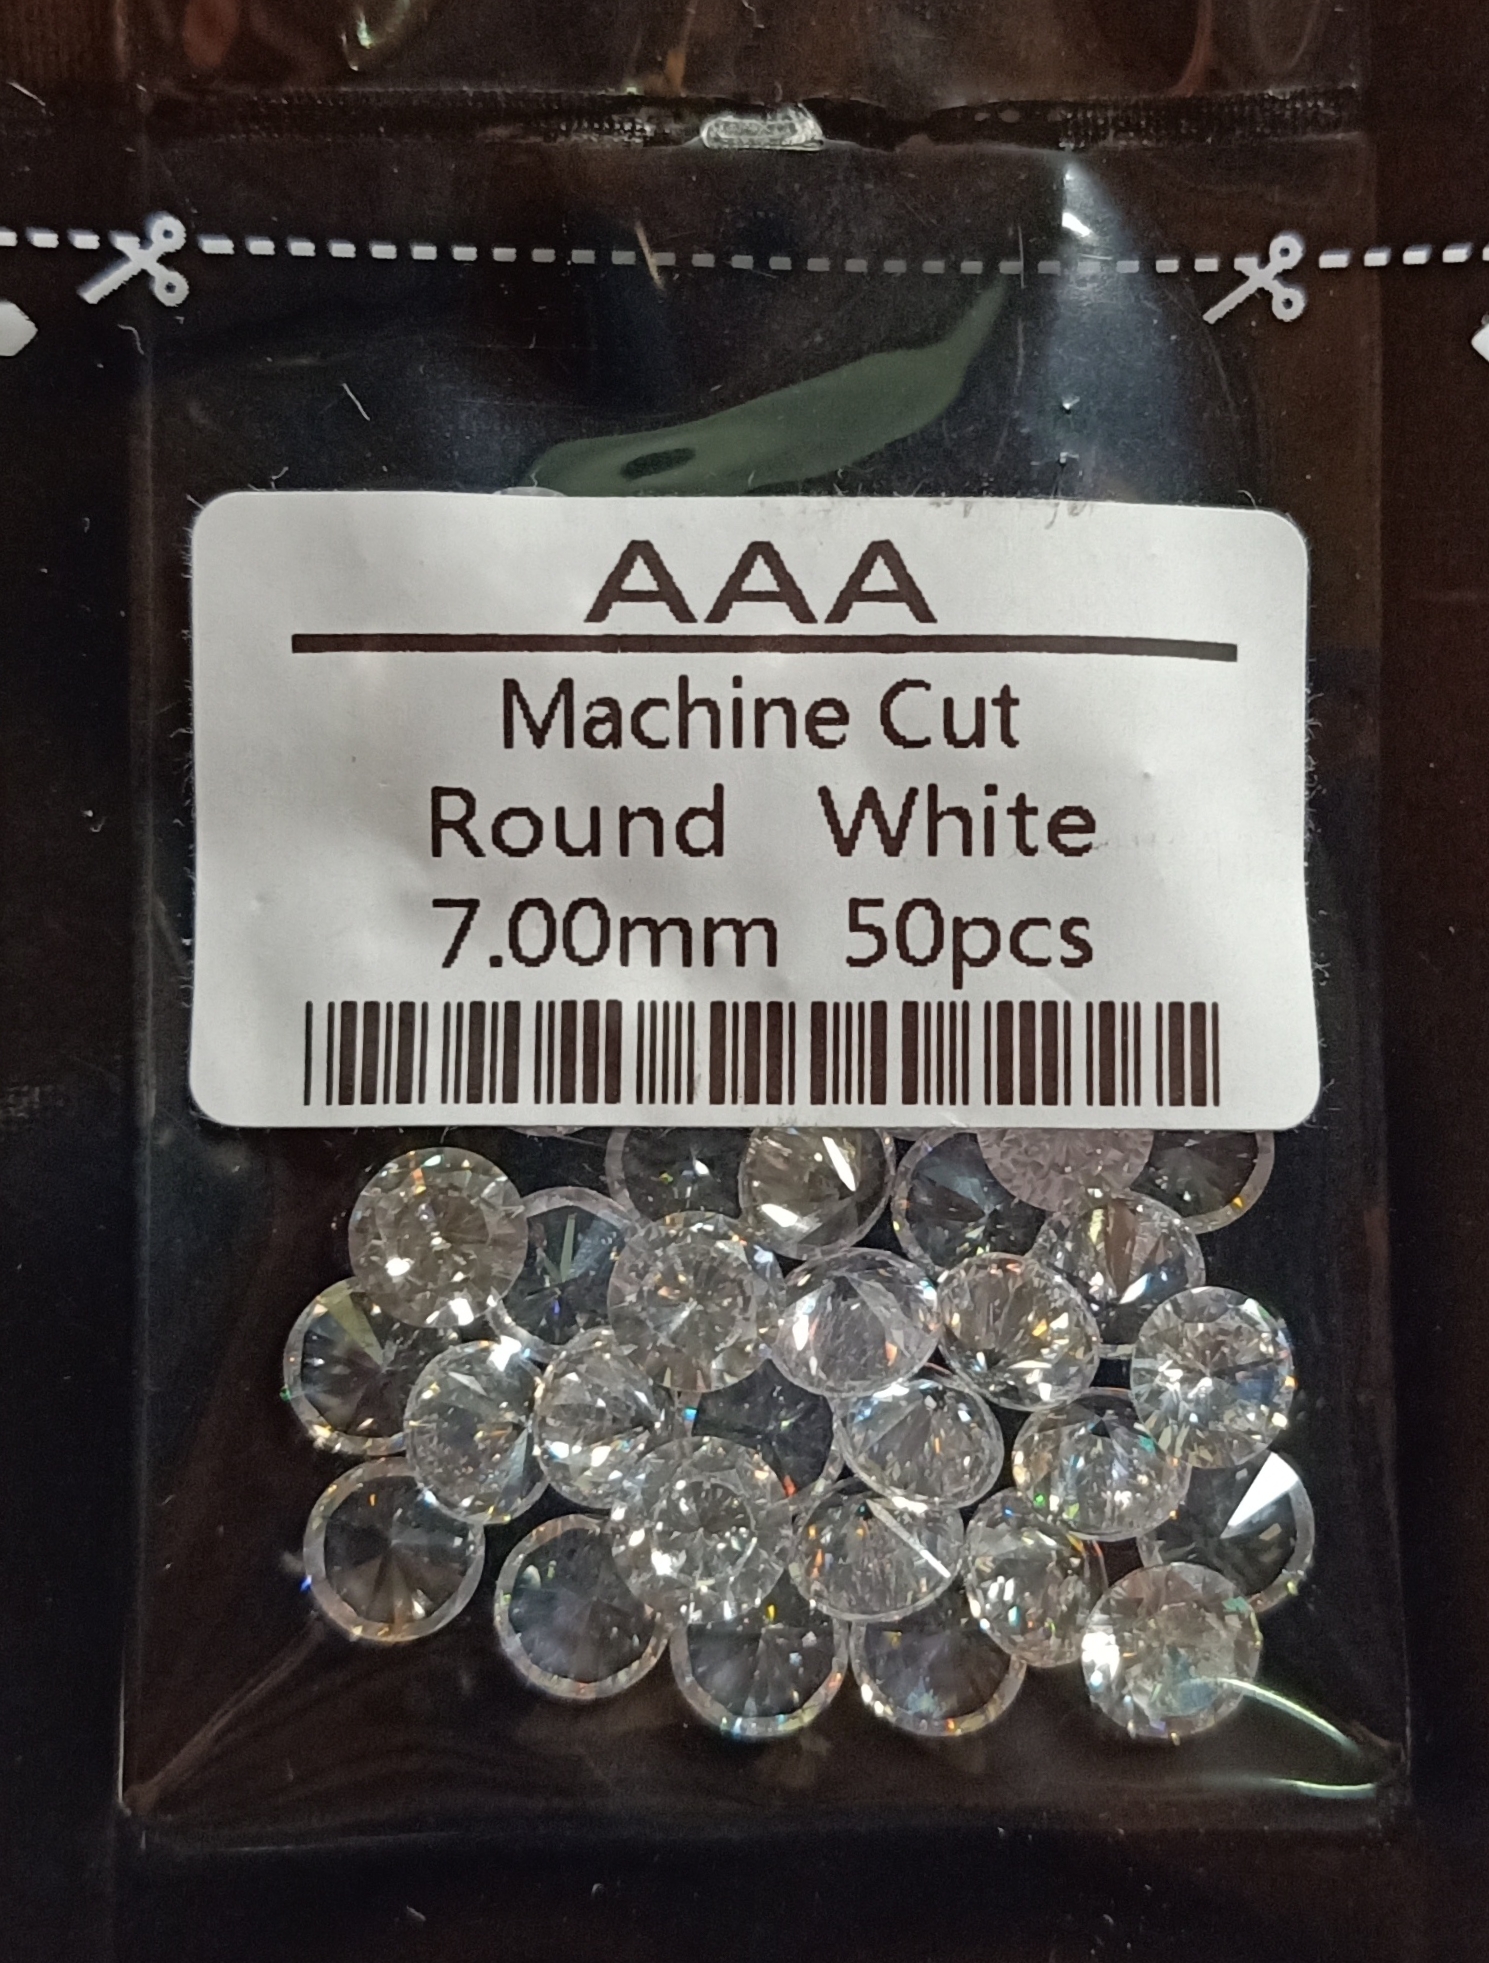 AAA
Machine Cut
Round White
7.00mm 50pcs